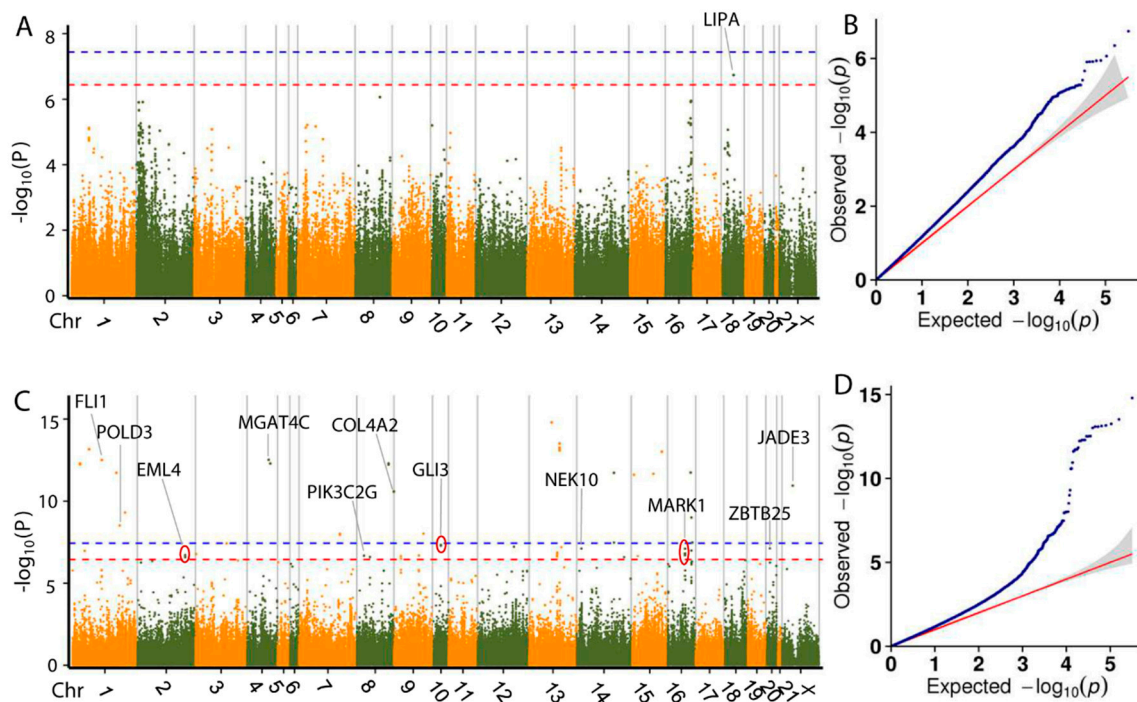 A
8
6
4
2
0
-log10(P)
LIPA
Chr 1 2 3 4 5 6 7 8 9 10 11 12 13 14 15 16 17 18 19 20 21 X
B
6
4
2
0
Observed −log10(p)
0 1 2 3 4 5
Expected −log10(p)
C
15
10
5
0
-log10(P)
FLI1
POLD3
EML4
MGAT4C
COL4A2
PIK3C2G
GLI3
NEK10
MARK1
ZBTB25
JADE3
Chr 1 2 3 4 5 6 7 8 9 10 11 12 13 14 15 16 17 18 19 20 21 X
D
15
10
5
0
Observed −log10(p)
0 1 2 3 4 5
Expected −log10(p)